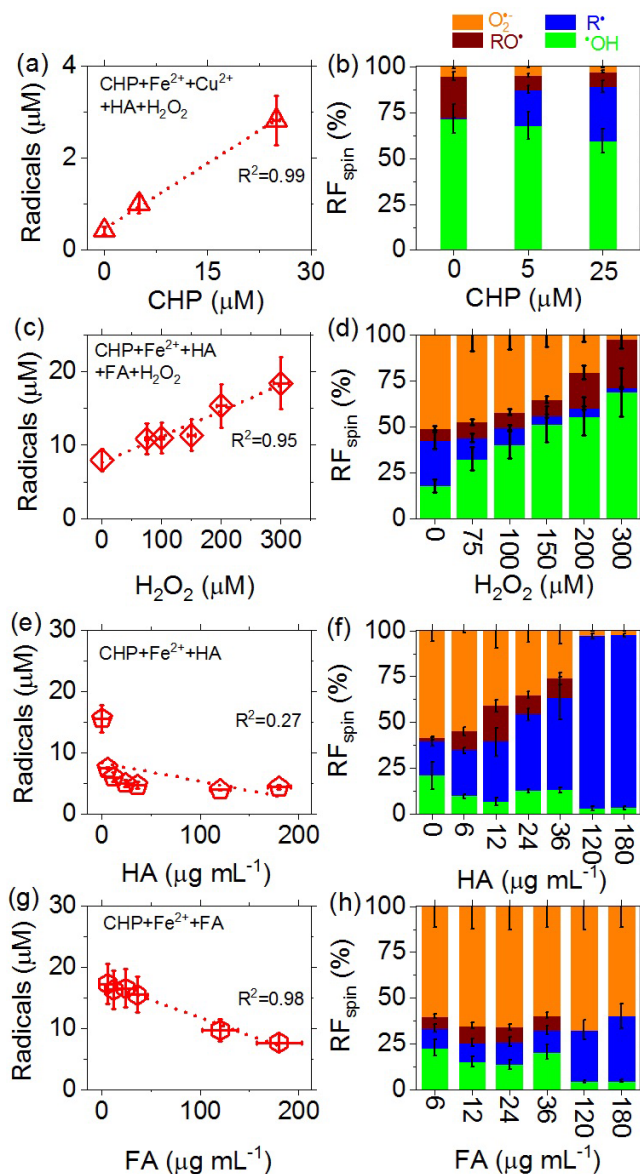 O₂•⁻ R•
RO• •OH
(a) (b)
CHP+Fe²⁺+Cu²⁺
+HA+H₂O₂
R²=0.99
Radicals (μM)
0 2 4
0 15 30
CHP (μM)
RFspin (%)
0 25 50 75 100
0 5 25
CHP (μM)
(c) (d)
CHP+Fe²⁺+HA
+FA+H₂O₂
R²=0.95
Radicals (μM)
0 10 20
0 100 200 300
H₂O₂ (μM)
RFspin (%)
0 25 50 75 100
0 75 100 150 200 300
H₂O₂ (μM)
(e) (f)
CHP+Fe²⁺+HA
R²=0.27
Radicals (μM)
0 10 20 30
0 100 200
HA (μg mL⁻¹)
RFspin (%)
0 25 50 75 100
0 6 12 24 36 120 180
HA (μg mL⁻¹)
(g) (h)
CHP+Fe²⁺+FA
R²=0.98
Radicals (μM)
0 10 20 30
0 100 200
FA (μg mL⁻¹)
RFspin (%)
0 25 50 75 100
6 12 24 36 120 180
FA (μg mL⁻¹)